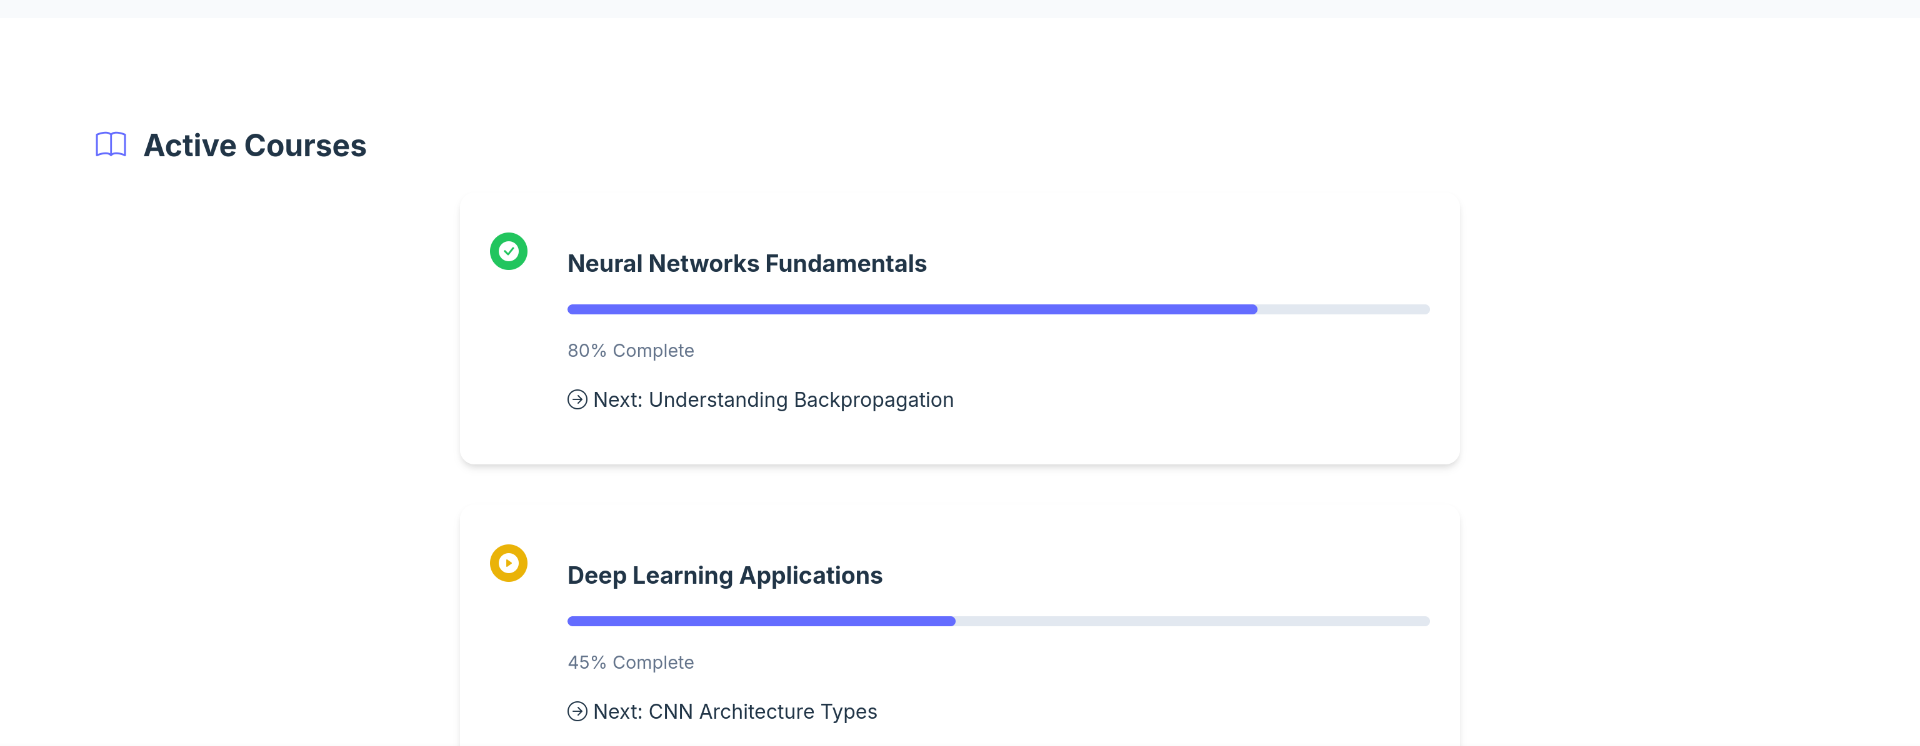 Active Courses
Neural Networks Fundamentals
80% Complete
Next: Understanding Backpropagation
Deep Learning Applications
45% Complete
Next: CNN Architecture Types